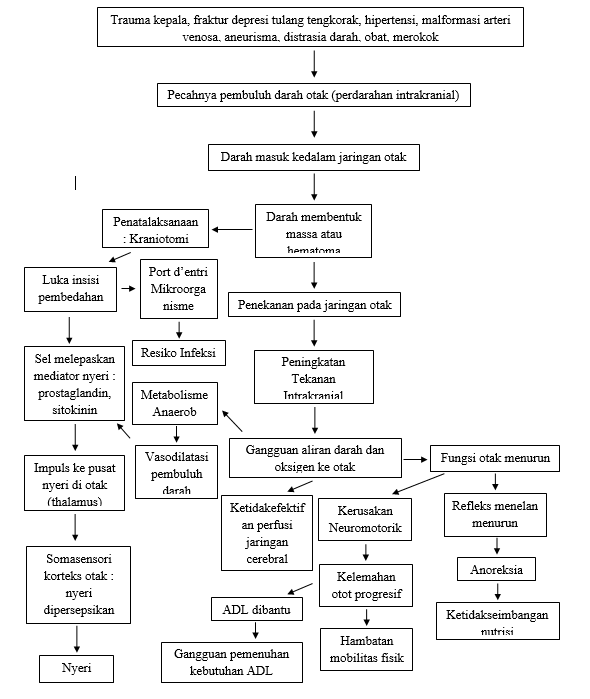 Trauma kepala, fraktur depresi tulang tengkorak, hipertensi, malformasi arteri
venosa, aneurisma, distrasia darah, obat, merokok
Pecahnya pembuluh darah otak (perdarahan intrakranial)
Darah masuk kedalam jaringan otak
Penatalaksanaan
: Kraniotomi
Darah membentuk
massa atau
hematoma
Luka insisi
pembedahan
Port d’entri
Mikroorga
nisme
Penekanan pada jaringan otak
Resiko Infeksi
Sel melepaskan
mediator nyeri :
prostaglandin,
sitokinin
Peningkatan
Tekanan
Intrakranial
Metabolisme
Anaerob
Gangguan aliran darah dan
oksigen ke otak
Fungsi otak menurun
Vasodilatasi
pembuluh
darah
Impuls ke pusat
nyeri di otak
(thalamus)
Ketidakefektif
an perfusi
jaringan
cerebral
Kerusakan
Neuromotorik
Refleks menelan
menurun
Somasensori
korteks otak :
nyeri
dipersepsikan
Kelemahan
otot progresif
Anoreksia
ADL dibantu
Ketidakseimbangan
nutrisi
Hambatan
mobilitas fisik
Gangguan pemenuhan
kebutuhan ADL
Nyeri